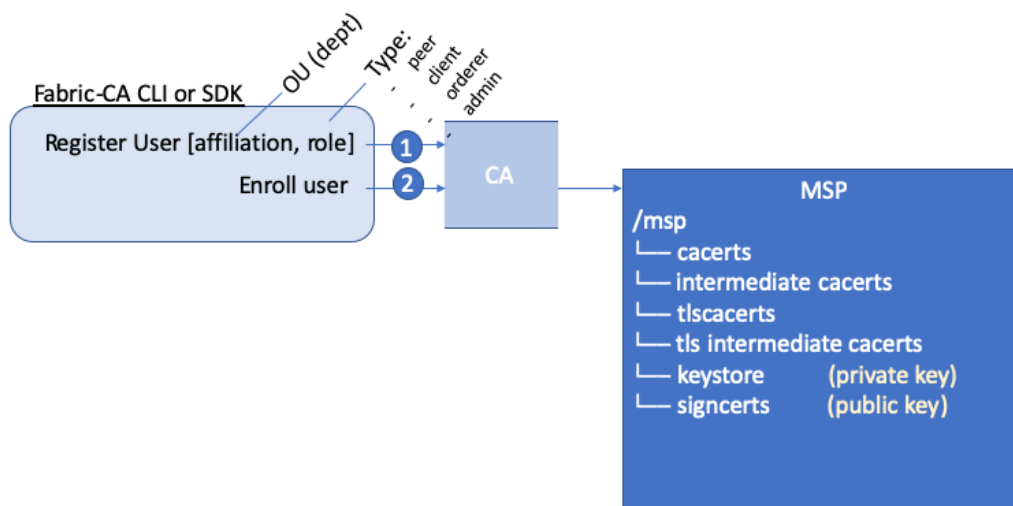 OU (dept)
Type:
- peer
- client
- orderer
- admin
Fabric-CA CLI or SDK
Register User [affiliation, role]
1
Enroll user
2
CA
MSP
/msp
└── cacerts
└── intermediate cacerts
└── tlscacerts
└── tls intermediate cacerts
└── keystore (private key)
└── signcerts (public key)